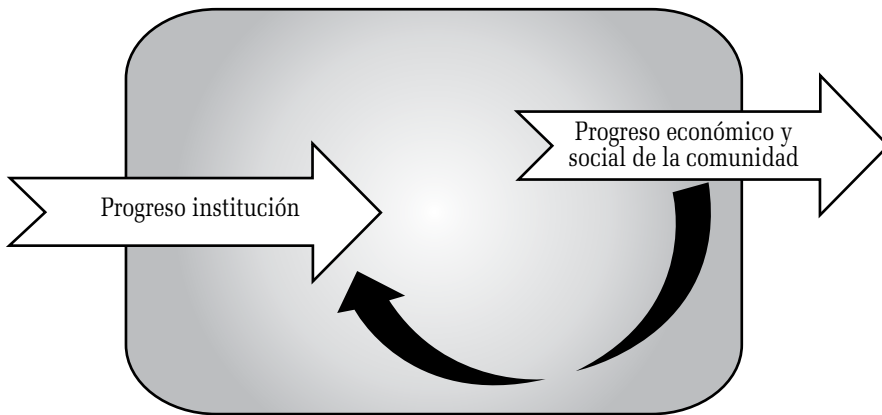 Progreso económico y
social de la comunidad
Progreso institución